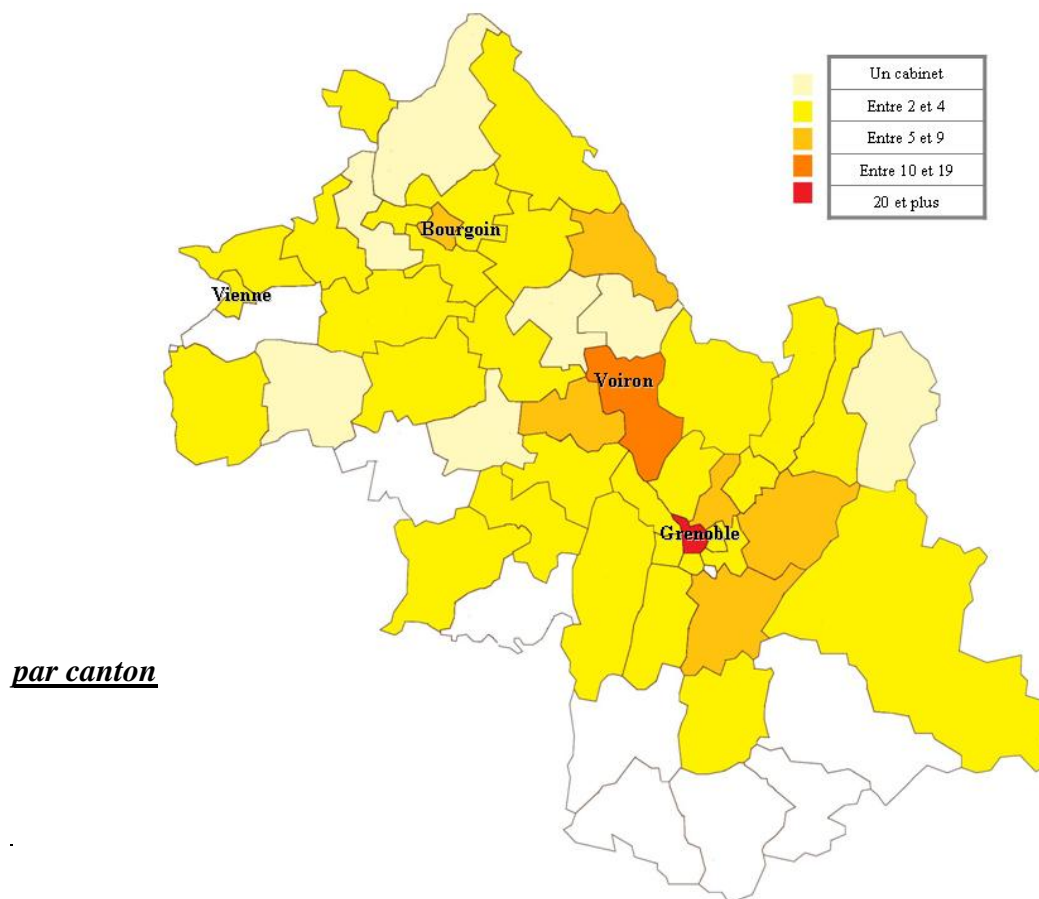 Un cabinet
Entre 2 et 4
Entre 5 et 9
Entre 10 et 19
20 et plus
Bourgoin
Vienne
Voiron
Grenoble
par canton